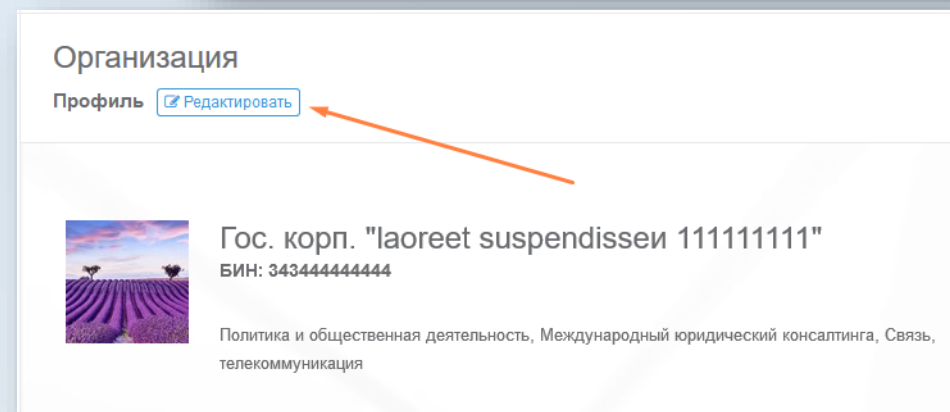 Организация
Профиль Редактировать
Гос. корп. "laoreet suspendisseи 111111111"
БИН: 343444444444
Политика и общественная деятельность, Международный юридический консалтинга, Связь,
телекоммуникация